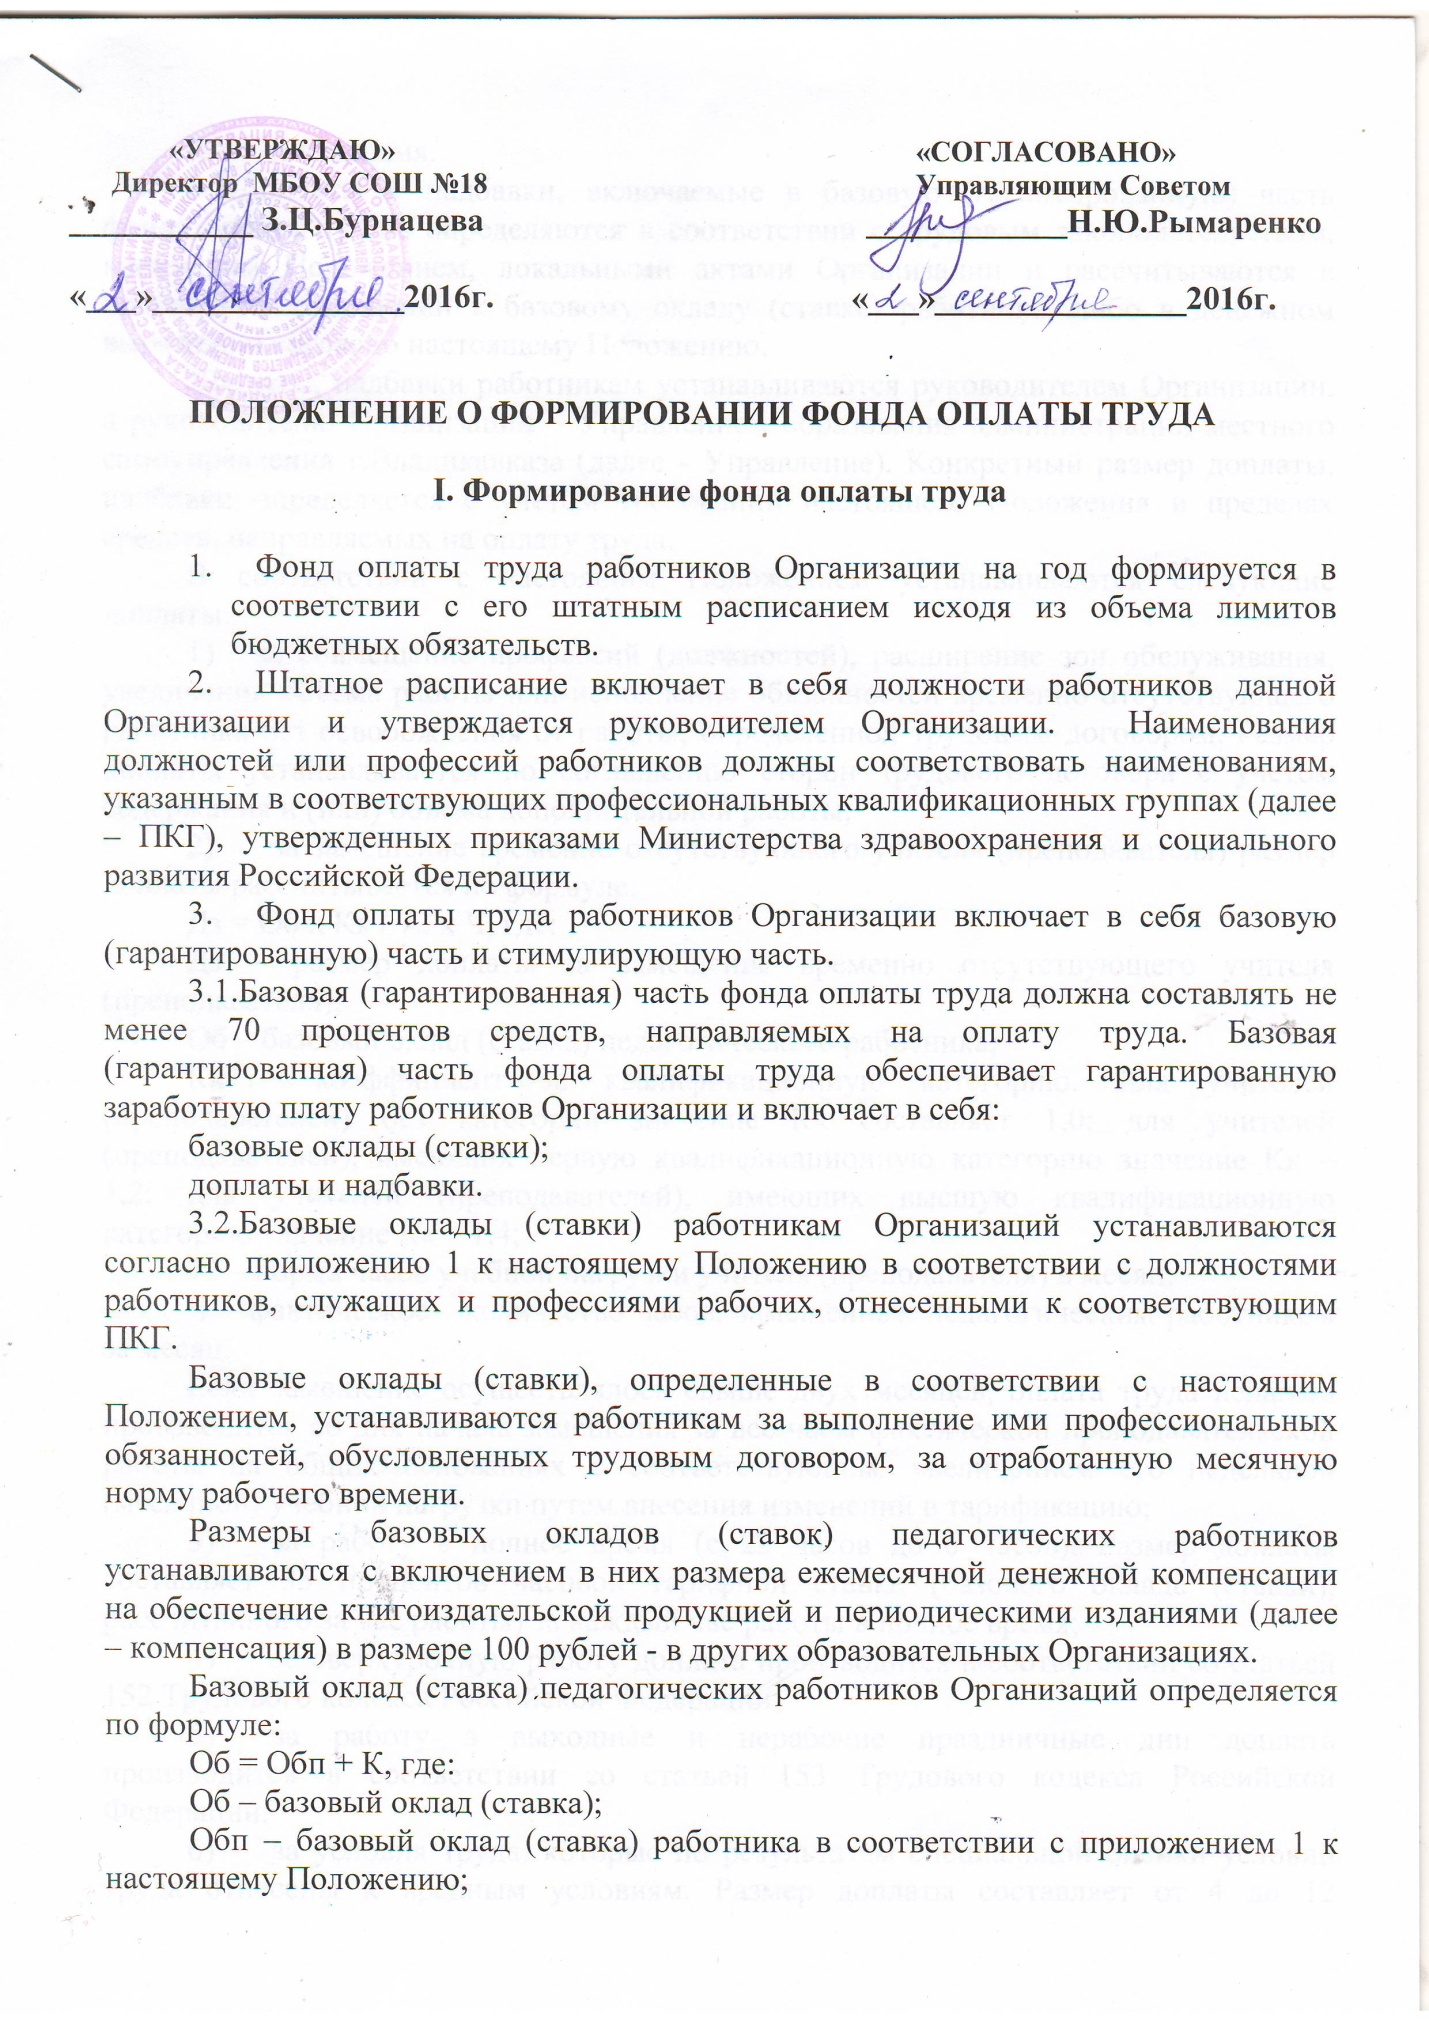 «УТВЕРЖДАЮ» «СОГЛАСОВАНО»
Директор МБОУ СОШ №18 Управляющим Советом
З.Ц.Бурнацева Н.Ю.Рымаренко
«2» сентября 2016г. «2» сентября 2016г.
ПОЛОЖНЕНИЕ О ФОРМИРОВАНИИ ФОНДА ОПЛАТЫ ТРУДА
I. Формирование фонда оплаты труда
1. Фонд оплаты труда работников Организации на год формируется в
соответствии с его штатным расписанием исходя из объема лимитов
бюджетных обязательств.
2. Штатное расписание включает в себя должности работников данной
Организации и утверждается руководителем Организации. Наименования
должностей или профессий работников должны соответствовать наименованиям,
указанным в соответствующих профессиональных квалификационных группах (далее
– ПКГ), утвержденных приказами Министерства здравоохранения и социального
развития Российской Федерации.
3. Фонд оплаты труда работников Организации включает в себя базовую
(гарантированную) часть и стимулирующую часть.
3.1.Базовая (гарантированная) часть фонда оплаты труда должна составлять не
менее 70 процентов средств, направляемых на оплату труда. Базовая
(гарантированная) часть фонда оплаты труда обеспечивает гарантированную
заработную плату работников Организации и включает в себя:
базовые оклады (ставки);
доплаты и надбавки.
3.2.Базовые оклады (ставки) работникам Организаций устанавливаются
согласно приложению 1 к настоящему Положению в соответствии с должностями
работников, служащих и профессиями рабочих, отнесенными к соответствующим
ПКГ.
Базовые оклады (ставки), определенные в соответствии с настоящим
Положением, устанавливаются работникам за выполнение ими профессиональных
обязанностей, обусловленных трудовым договором, за отработанную месячную
норму рабочего времени.
Размеры базовых окладов (ставок) педагогических работников
устанавливаются с включением в них размера ежемесячной денежной компенсации
на обеспечение книгоиздательской продукцией и периодическими изданиями (далее
– компенсация) в размере 100 рублей - в других образовательных Организациях.
Базовый оклад (ставка) педагогических работников Организаций определяется
по формуле:
Об = Обп + К, где:
Об – базовый оклад (ставка);
Обп – базовый оклад (ставка) работника в соответствии с приложением 1 к
настоящему Положению;